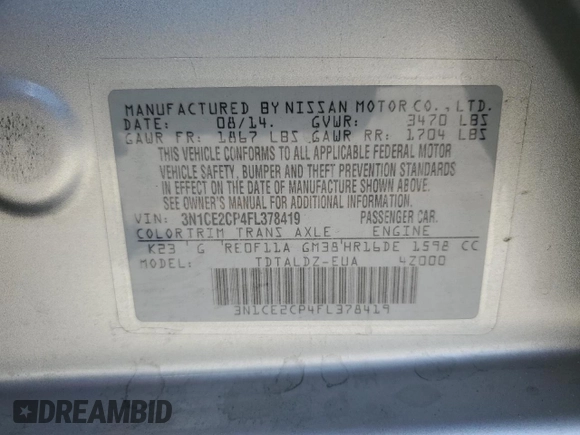 MANUFACTURED BY NISSAN MOTOR CO., LTD.
DATE: 08/14. GVWR: 3470 LBS
GAWR FR: 1867 LBS GAWR RR: 1704 LBS
THIS VEHICLE CONFORMS TO ALL APPLICABLE FEDERAL MOTOR
VEHICLE SAFETY, BUMPER AND THEFT PREVENTION STANDARDS
IN EFFECT ON THE DATE OF MANUFACTURE SHOWN ABOVE.
SEE OWNER'S MANUAL FOR ADDITIONAL INFORMATION.
VIN: 3N1CE2CP4FL378419 PASSENGER CAR.
COLOR TRIM TRANS AXLE ENGINE
K23 G RE0F11A GM38 HR16DE 1598 CC
MODEL: TDTALDZ-EUA 4Z000
3N1CE2CP4FL378419
DREAMBID